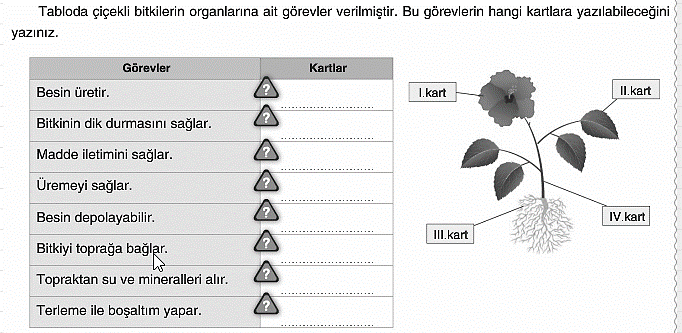 Tabloda çiçekli bitkilerin organlarına ait görevler verilmiştir. Bu görevlerin hangi kartlara yazılabileceğini
yazınız.
Görevler Kartlar
Besin üretir. ? ........................
Bitkinin dik durmasını sağlar. ? ........................
Madde iletimini sağlar. ? ........................
Üremeyi sağlar. ? ........................
Besin depolayabilir. ? ........................
Bitkiyi toprağa bağlar. ? ........................
Topraktan su ve mineralleri alır. ? ........................
Terleme ile boşaltım yapar. ? ........................
I.kart
II.kart
III.kart
IV.kart